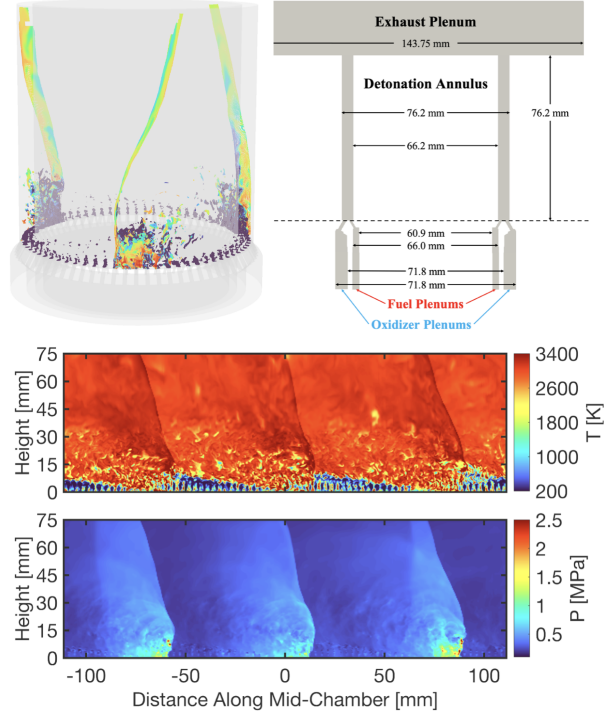 Exhaust Plenum
143.75 mm
Detonation Annulus
76.2 mm
76.2 mm
66.2 mm
60.9 mm
66.0 mm
71.8 mm
71.8 mm
Fuel Plenums
Oxidizer Plenums
Height [mm]
75
60
45
30
15
0
3400
2600
1800
1000
200
T [K]
Height [mm]
75
60
45
30
15
0
2.5
2
1.5
1
0.5
P [MPa]
-100
-50
0
50
100
Distance Along Mid-Chamber [mm]